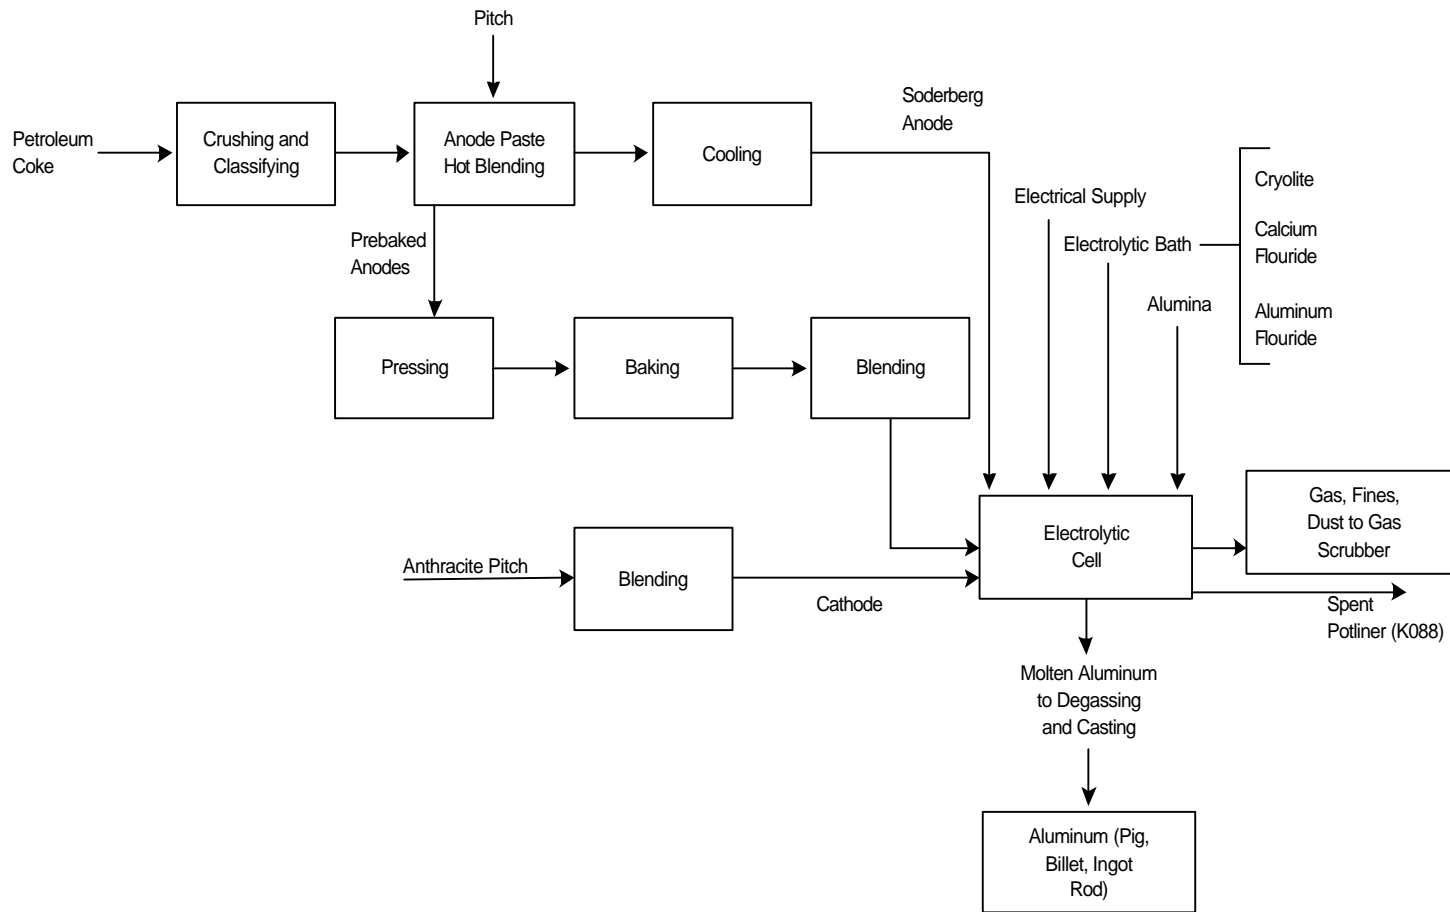 Pitch
Petroleum
Coke
Crushing and
Classifying
Anode Paste
Hot Blending
Cooling
Soderberg
Anode
Prebaked
Anodes
Electrical Supply
Electrolytic Bath
Alumina
Cryolite
Calcium
Flouride
Aluminum
Flouride
Pressing
Baking
Blending
Anthracite Pitch
Blending
Cathode
Electrolytic
Cell
Gas, Fines,
Dust to Gas
Scrubber
Spent
Potliner (K088)
Molten Aluminum
to Degassing
and Casting
Aluminum (Pig,
Billet, Ingot
Rod)